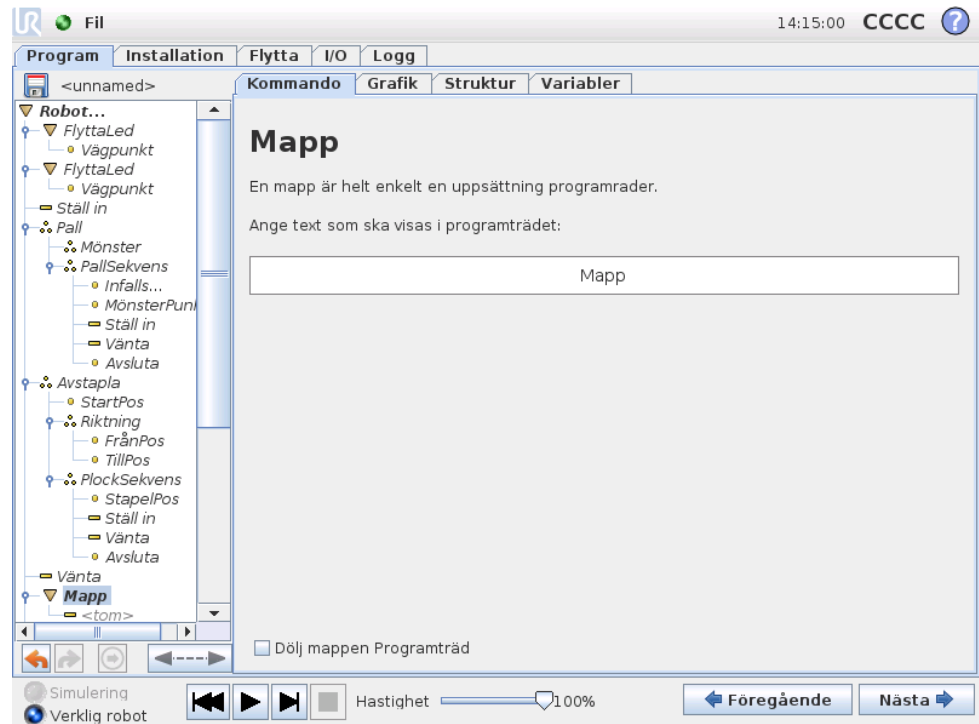 UR Fil 14:15:00 CCCC ?
Program Installation Flytta I/O Logg
<unnamed>
Kommando Grafik Struktur Variabler
Robot...
FlyttaLed
Vägpunkt
FlyttaLed
Vägpunkt
Ställ in
Pall
Mönster
PallSekvens
Infalls...
MönsterPunk
Ställ in
Vänta
Avsluta
Avstapla
StartPos
Riktning
FrånPos
TillPos
PlockSekvens
StapelPos
Ställ in
Vänta
Avsluta
Vänta
Mapp
<tom>
Mapp
En mapp är helt enkelt en uppsättning programrader.
Ange text som ska visas i programträdet:
Mapp
Dölj mappen Programträd
Simulering
Verklig robot
Hastighet 100%
Föregående Nästa